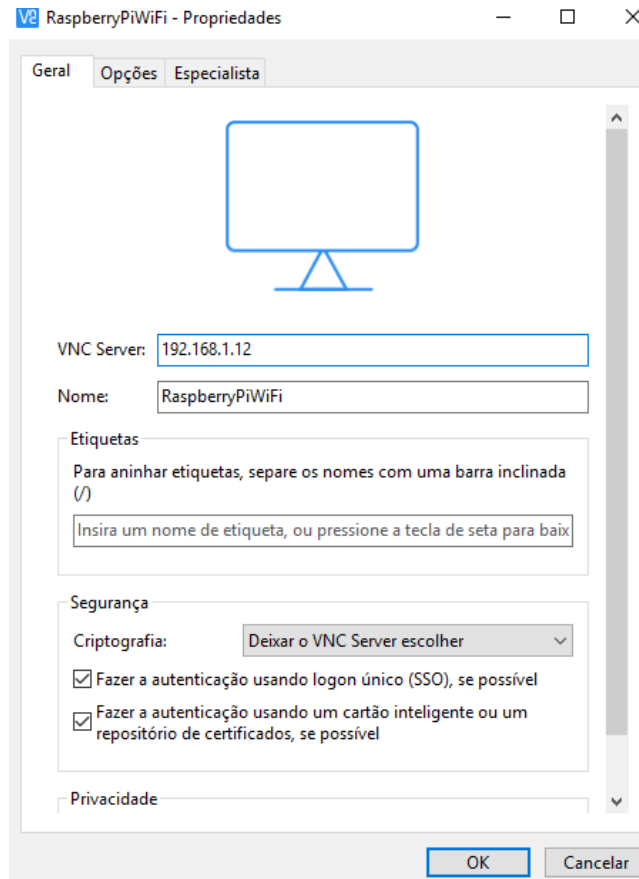 RaspberryPiWiFi - Propriedades
Geral Opções Especialista
VNC Server: 192.168.1.12
Nome: RaspberryPiWiFi
Etiquetas
Para aninhar etiquetas, separe os nomes com uma barra inclinada
(/)
Insira um nome de etiqueta, ou pressione a tecla de seta para baix
Segurança
Criptografia: Deixar o VNC Server escolher
Fazer a autenticação usando logon único (SSO), se possível
Fazer a autenticação usando um cartão inteligente ou um
repositório de certificados, se possível
Privacidade
OK Cancelar